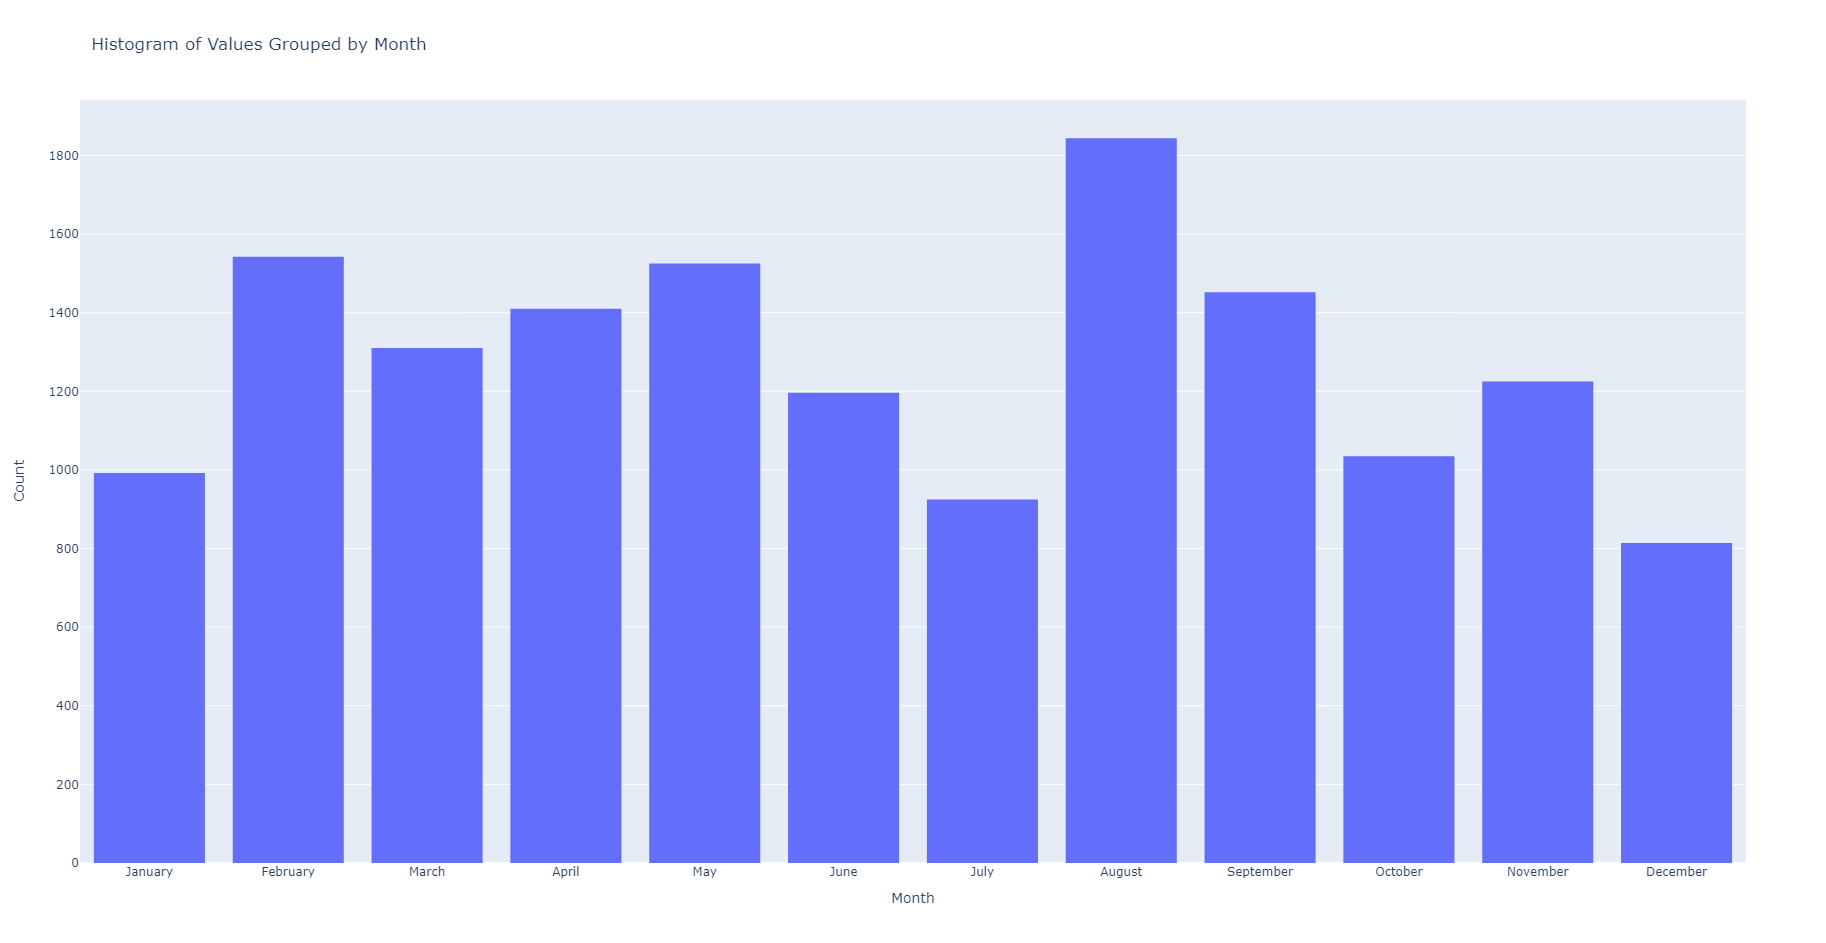 Histogram of Values Grouped by Month
1800
1600
1400
1200
1000
800
600
400
200
0
Count
January February March April May June July August September October November December
Month